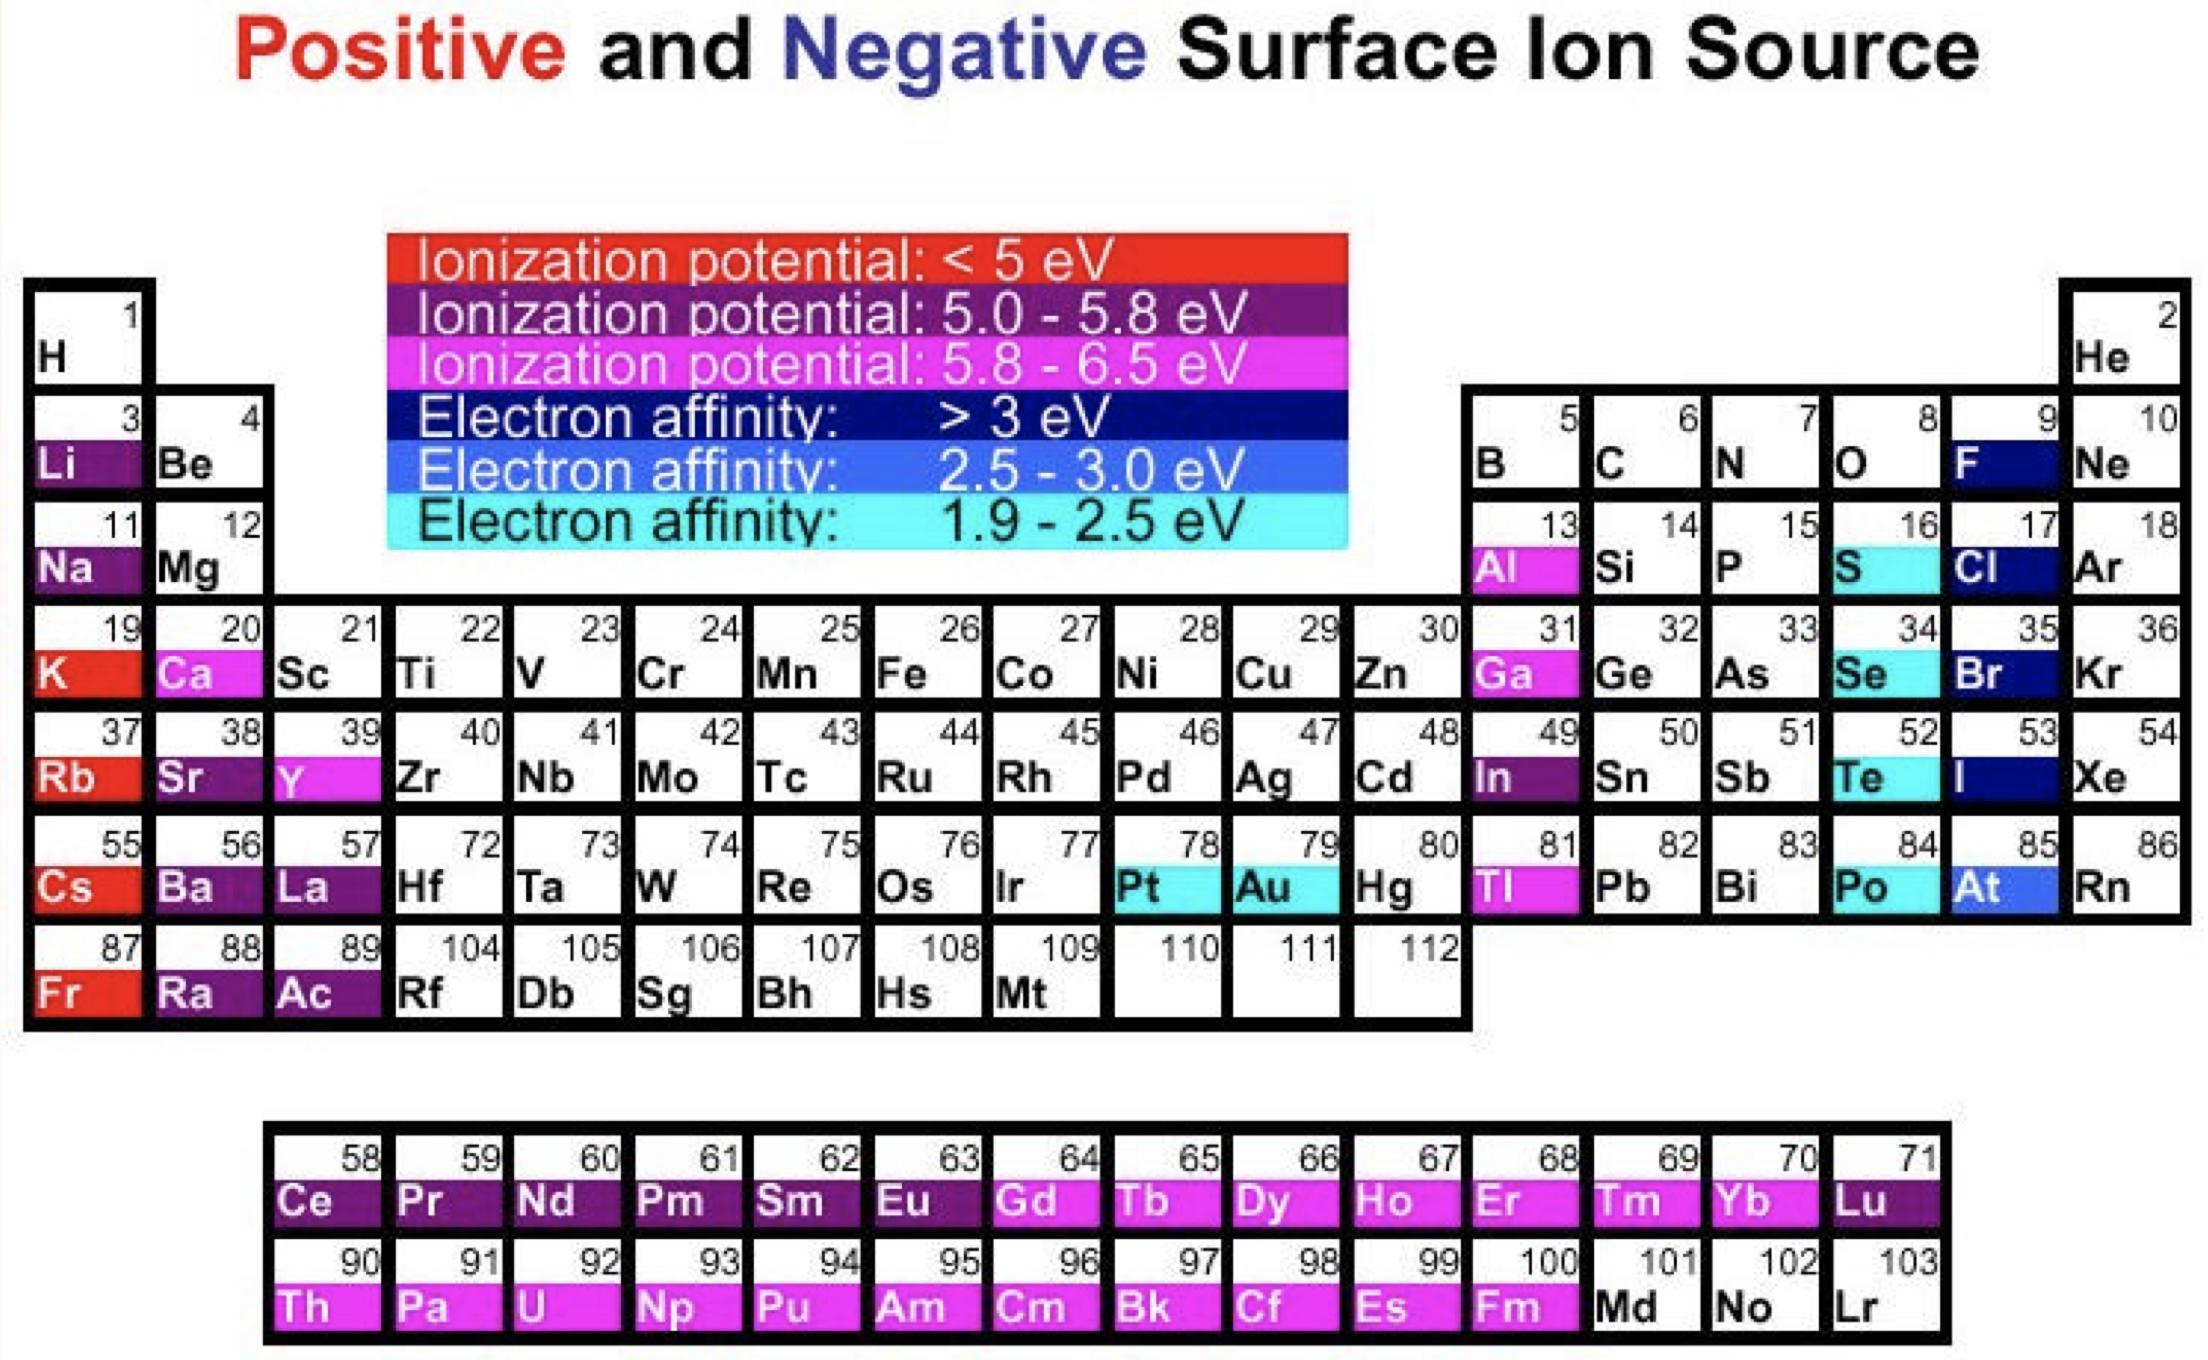 Positive and Negative Surface Ion Source
Ionization potential: < 5 eV
Ionization potential: 5.0 - 5.8 eV
Ionization potential: 5.8 - 6.5 eV
Electron affinity: > 3 eV
Electron affinity: 2.5 - 3.0 eV
Electron affinity: 1.9 - 2.5 eV
1 2
H He
3 4 5 6 7 8 9 10
Li Be B C N O F Ne
11 12 13 14 15 16 17 18
Na Mg Al Si P S Cl Ar
19 20 21 22 23 24 25 26 27 28 29 30 31 32 33 34 35 36
K Ca Sc Ti V Cr Mn Fe Co Ni Cu Zn Ga Ge As Se Br Kr
37 38 39 40 41 42 43 44 45 46 47 48 49 50 51 52 53 54
Rb Sr Y Zr Nb Mo Tc Ru Rh Pd Ag Cd In Sn Sb Te I Xe
55 56 57 72 73 74 75 76 77 78 79 80 81 82 83 84 85 86
Cs Ba La Hf Ta W Re Os Ir Pt Au Hg Tl Pb Bi Po At Rn
87 88 89 104 105 106 107 108 109 110 111 112
Fr Ra Ac Rf Db Sg Bh Hs Mt
58 59 60 61 62 63 64 65 66 67 68 69 70 71
Ce Pr Nd Pm Sm Eu Gd Tb Dy Ho Er Tm Yb Lu
90 91 92 93 94 95 96 97 98 99 100 101 102 103
Th Pa U Np Pu Am Cm Bk Cf Es Fm Md No Lr